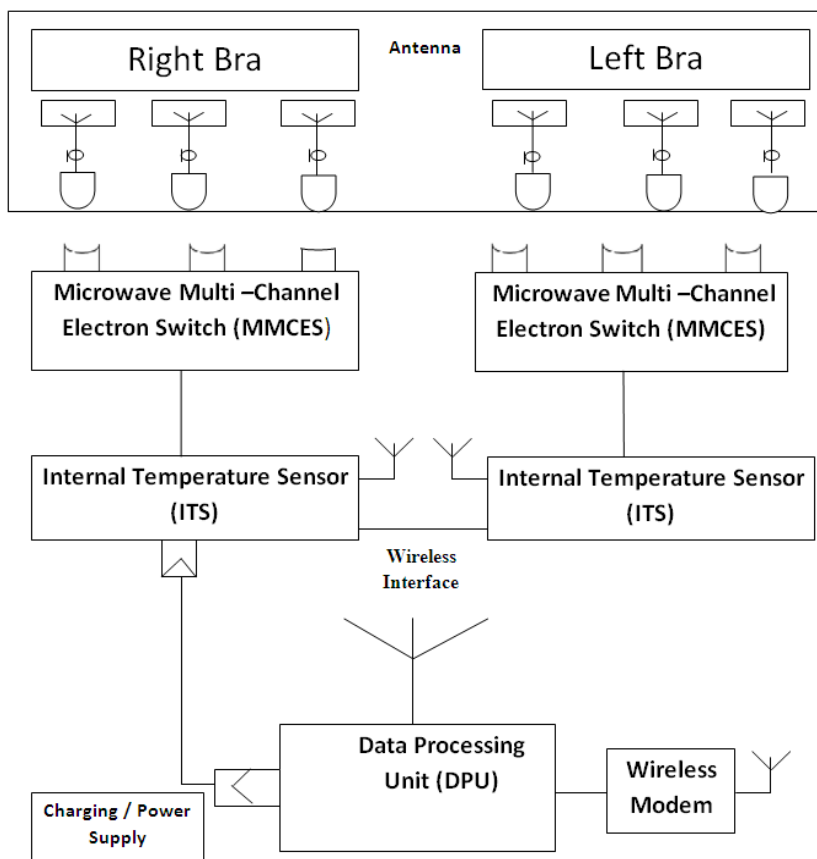 Right Bra
Antenna
Left Bra
Microwave Multi –Channel
Electron Switch (MMCES)
Microwave Multi –Channel
Electron Switch (MMCES)
Internal Temperature Sensor
(ITS)
Internal Temperature Sensor
(ITS)
Wireless
Interface
Data Processing
Unit (DPU)
Wireless
Modem
Charging / Power
Supply